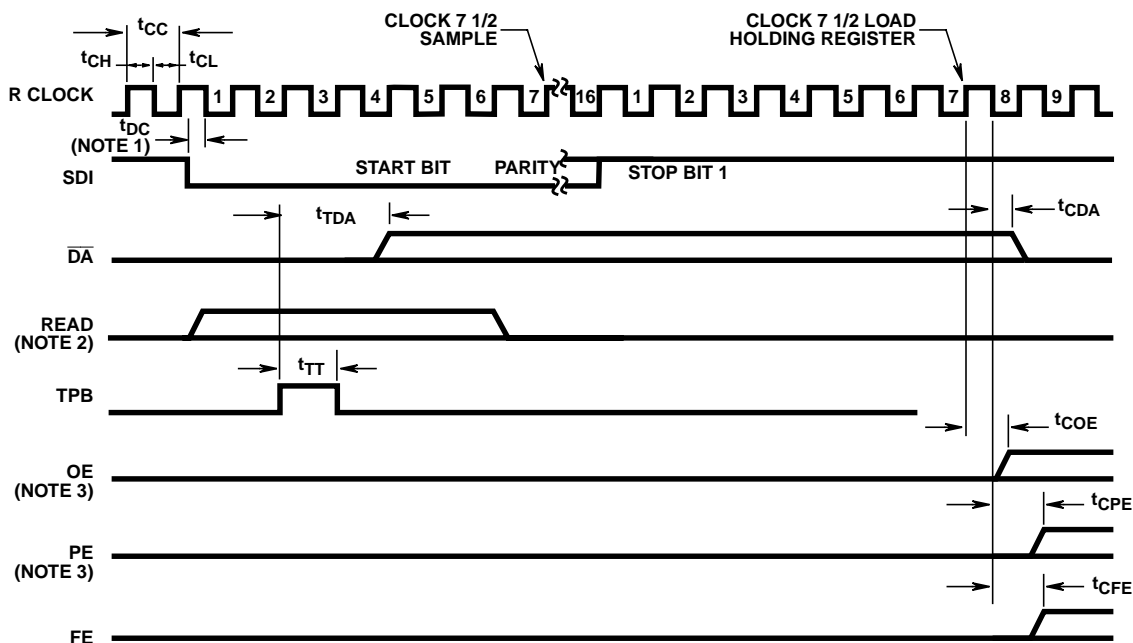 tCC
CLOCK 7 1/2
SAMPLE
CLOCK 7 1/2 LOAD
HOLDING REGISTER
tCH
tCL
R CLOCK
1 2 3 4 5 6 7 16 1 2 3 4 5 6 7 8 9
tDC
(NOTE 1)
SDI
START BIT
PARITY
STOP BIT 1
tTDA
tCDA
DA
READ
(NOTE 2)
tTT
TPB
tCOE
OE
(NOTE 3)
tCPE
PE
(NOTE 3)
tCFE
FE